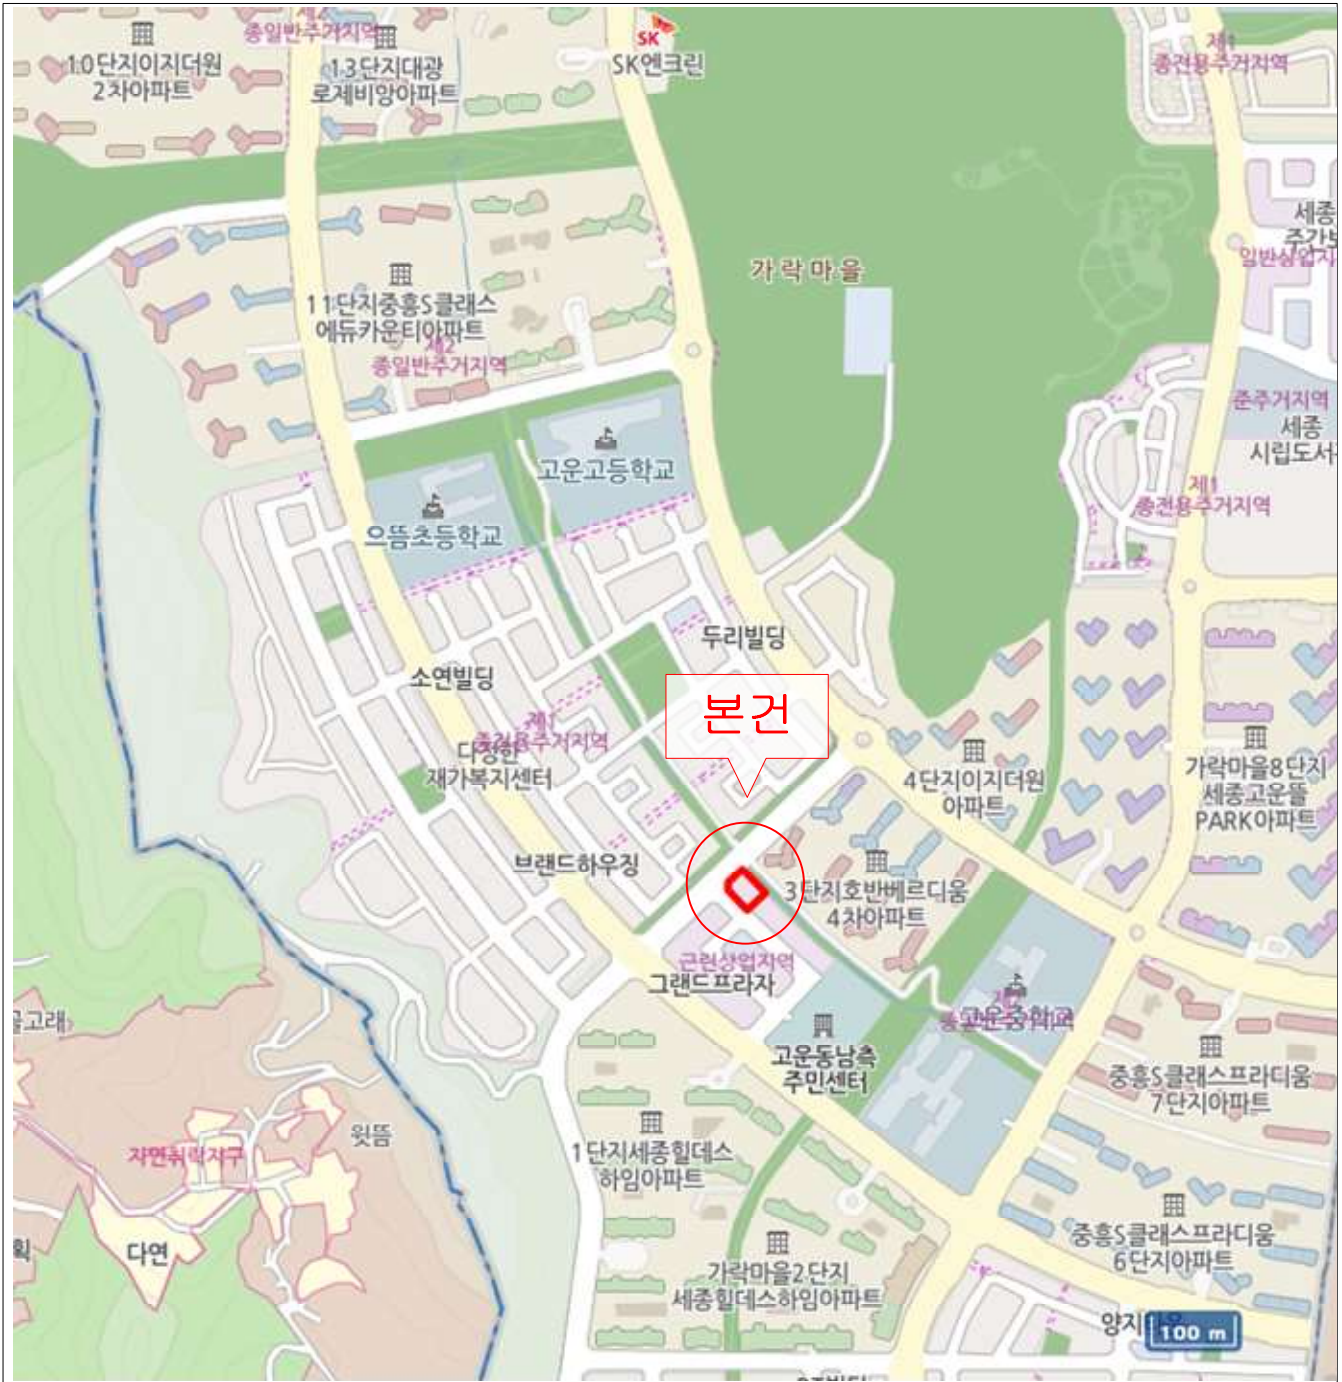 제2
종일반주거지역
10단지이지더원
2차아파트
13단지대광
로제비앙아파트
SK
SK엔크린
제1
종전용주거지역
세종
주간보
일반상업지
가락마을
11단지중흥S클래스
에듀카운티아파트
제2
종일반주거지역
준주거지역
세종
시립도서
고운고등학교
제1
종전용주거지역
으뜸초등학교
두리빌딩
소연빌딩
본건
제1
종전용주거지역
다정한
재가복지센터
4단지이지더원
아파트
가락마을8단지
세종고운뜰
PARK아파트
브랜드하우징
3단지호반베르디움
4차아파트
근린상업지역
그랜드프라자
고운중학교
골고래
고운동남측
주민센터
중흥S클래스프라디움
7단지아파트
윗뜸
자연취락지구
1단지세종힐데스
하임아파트
획
다연
중흥S클래스프라디움
6단지아파트
가락마을2단지
세종힐데스하임아파트
양지
100 m